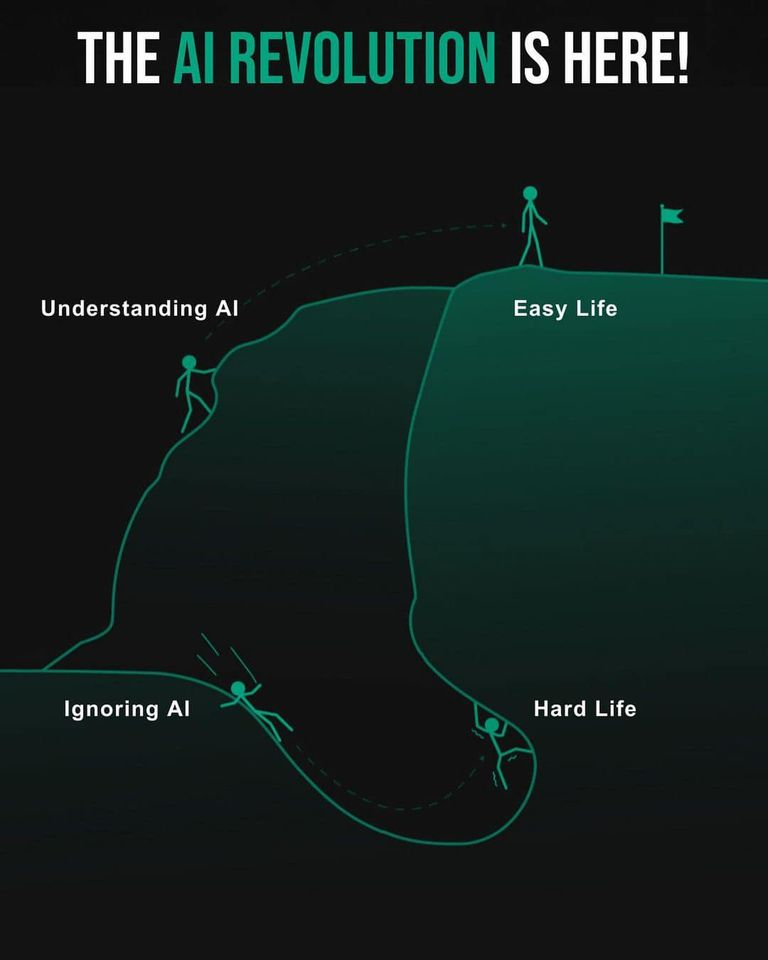 THE AI REVOLUTION IS HERE!
Understanding AI
Easy Life
Ignoring AI
Hard Life